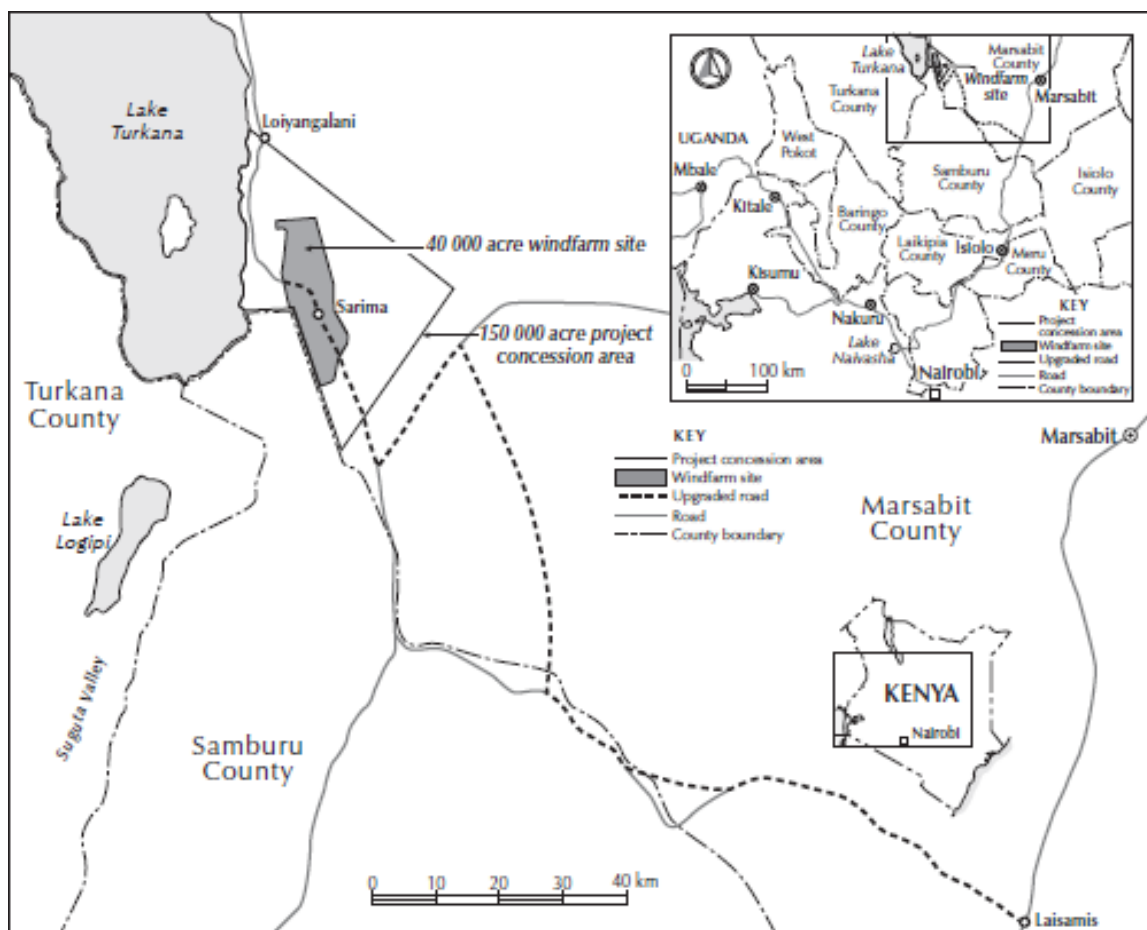 Lake
Turkana
Loiyangalani
40 000 acre windfarm site
Sarima
150 000 acre project
concession area
Turkana
County
Lake
Logipi
Suguta Valley
Samburu
County
KEY
Project concession area
Windfarm site
Upgraded road
Road
County boundary
Marsabit
Marsabit
County
KENYA
Nairobi
Laisamis
0 10 20 30 40 km
Lake
Turkana
Marsabit
County
Windfarm
site
Marsabit
Turkana
County
UGANDA
West
Pokot
Mbale
Kitale
Samburu
County
Isiolo
County
Baringo
County
Laikipia
County
Isiolo
Meru
County
Kisumu
Nakuru
Lake
Naivasha
Nairobi
0 100 km
KEY
Project
concession area
Windfarm site
Upgraded road
Road
County boundary